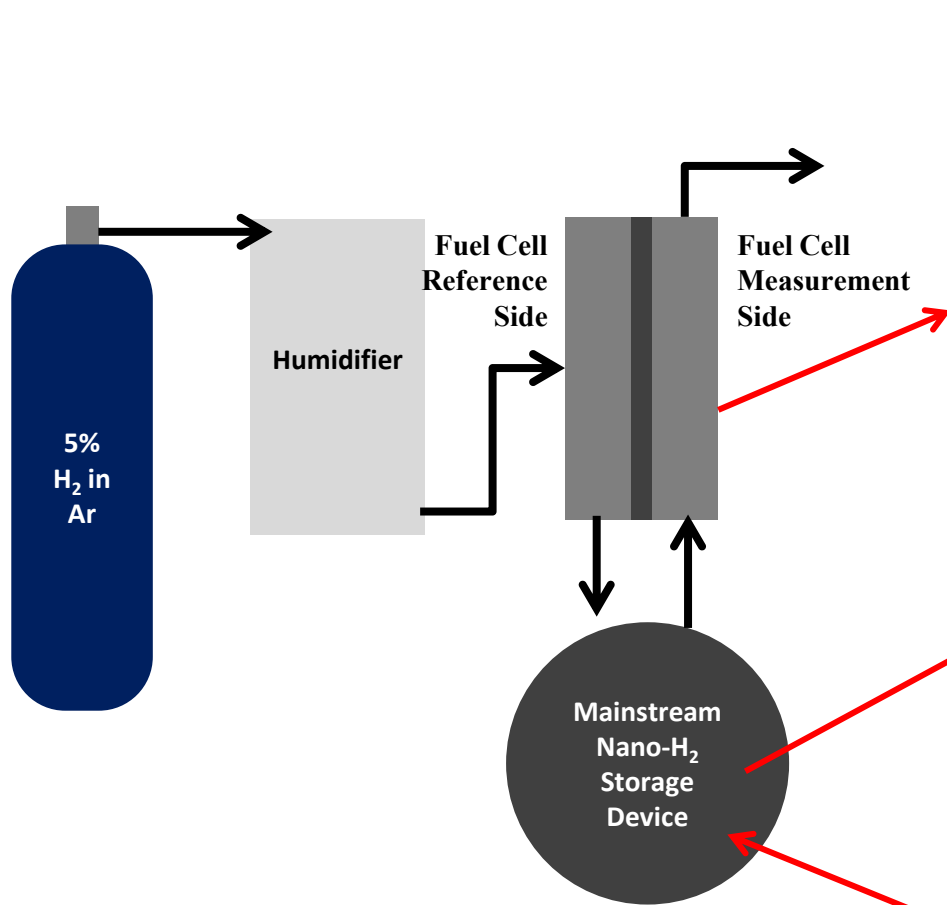 Fuel Cell
Reference
Side
Fuel Cell
Measurement
Side
Humidifier
5%
H₂ in
Ar
Mainstream
Nano-H₂
Storage
Device